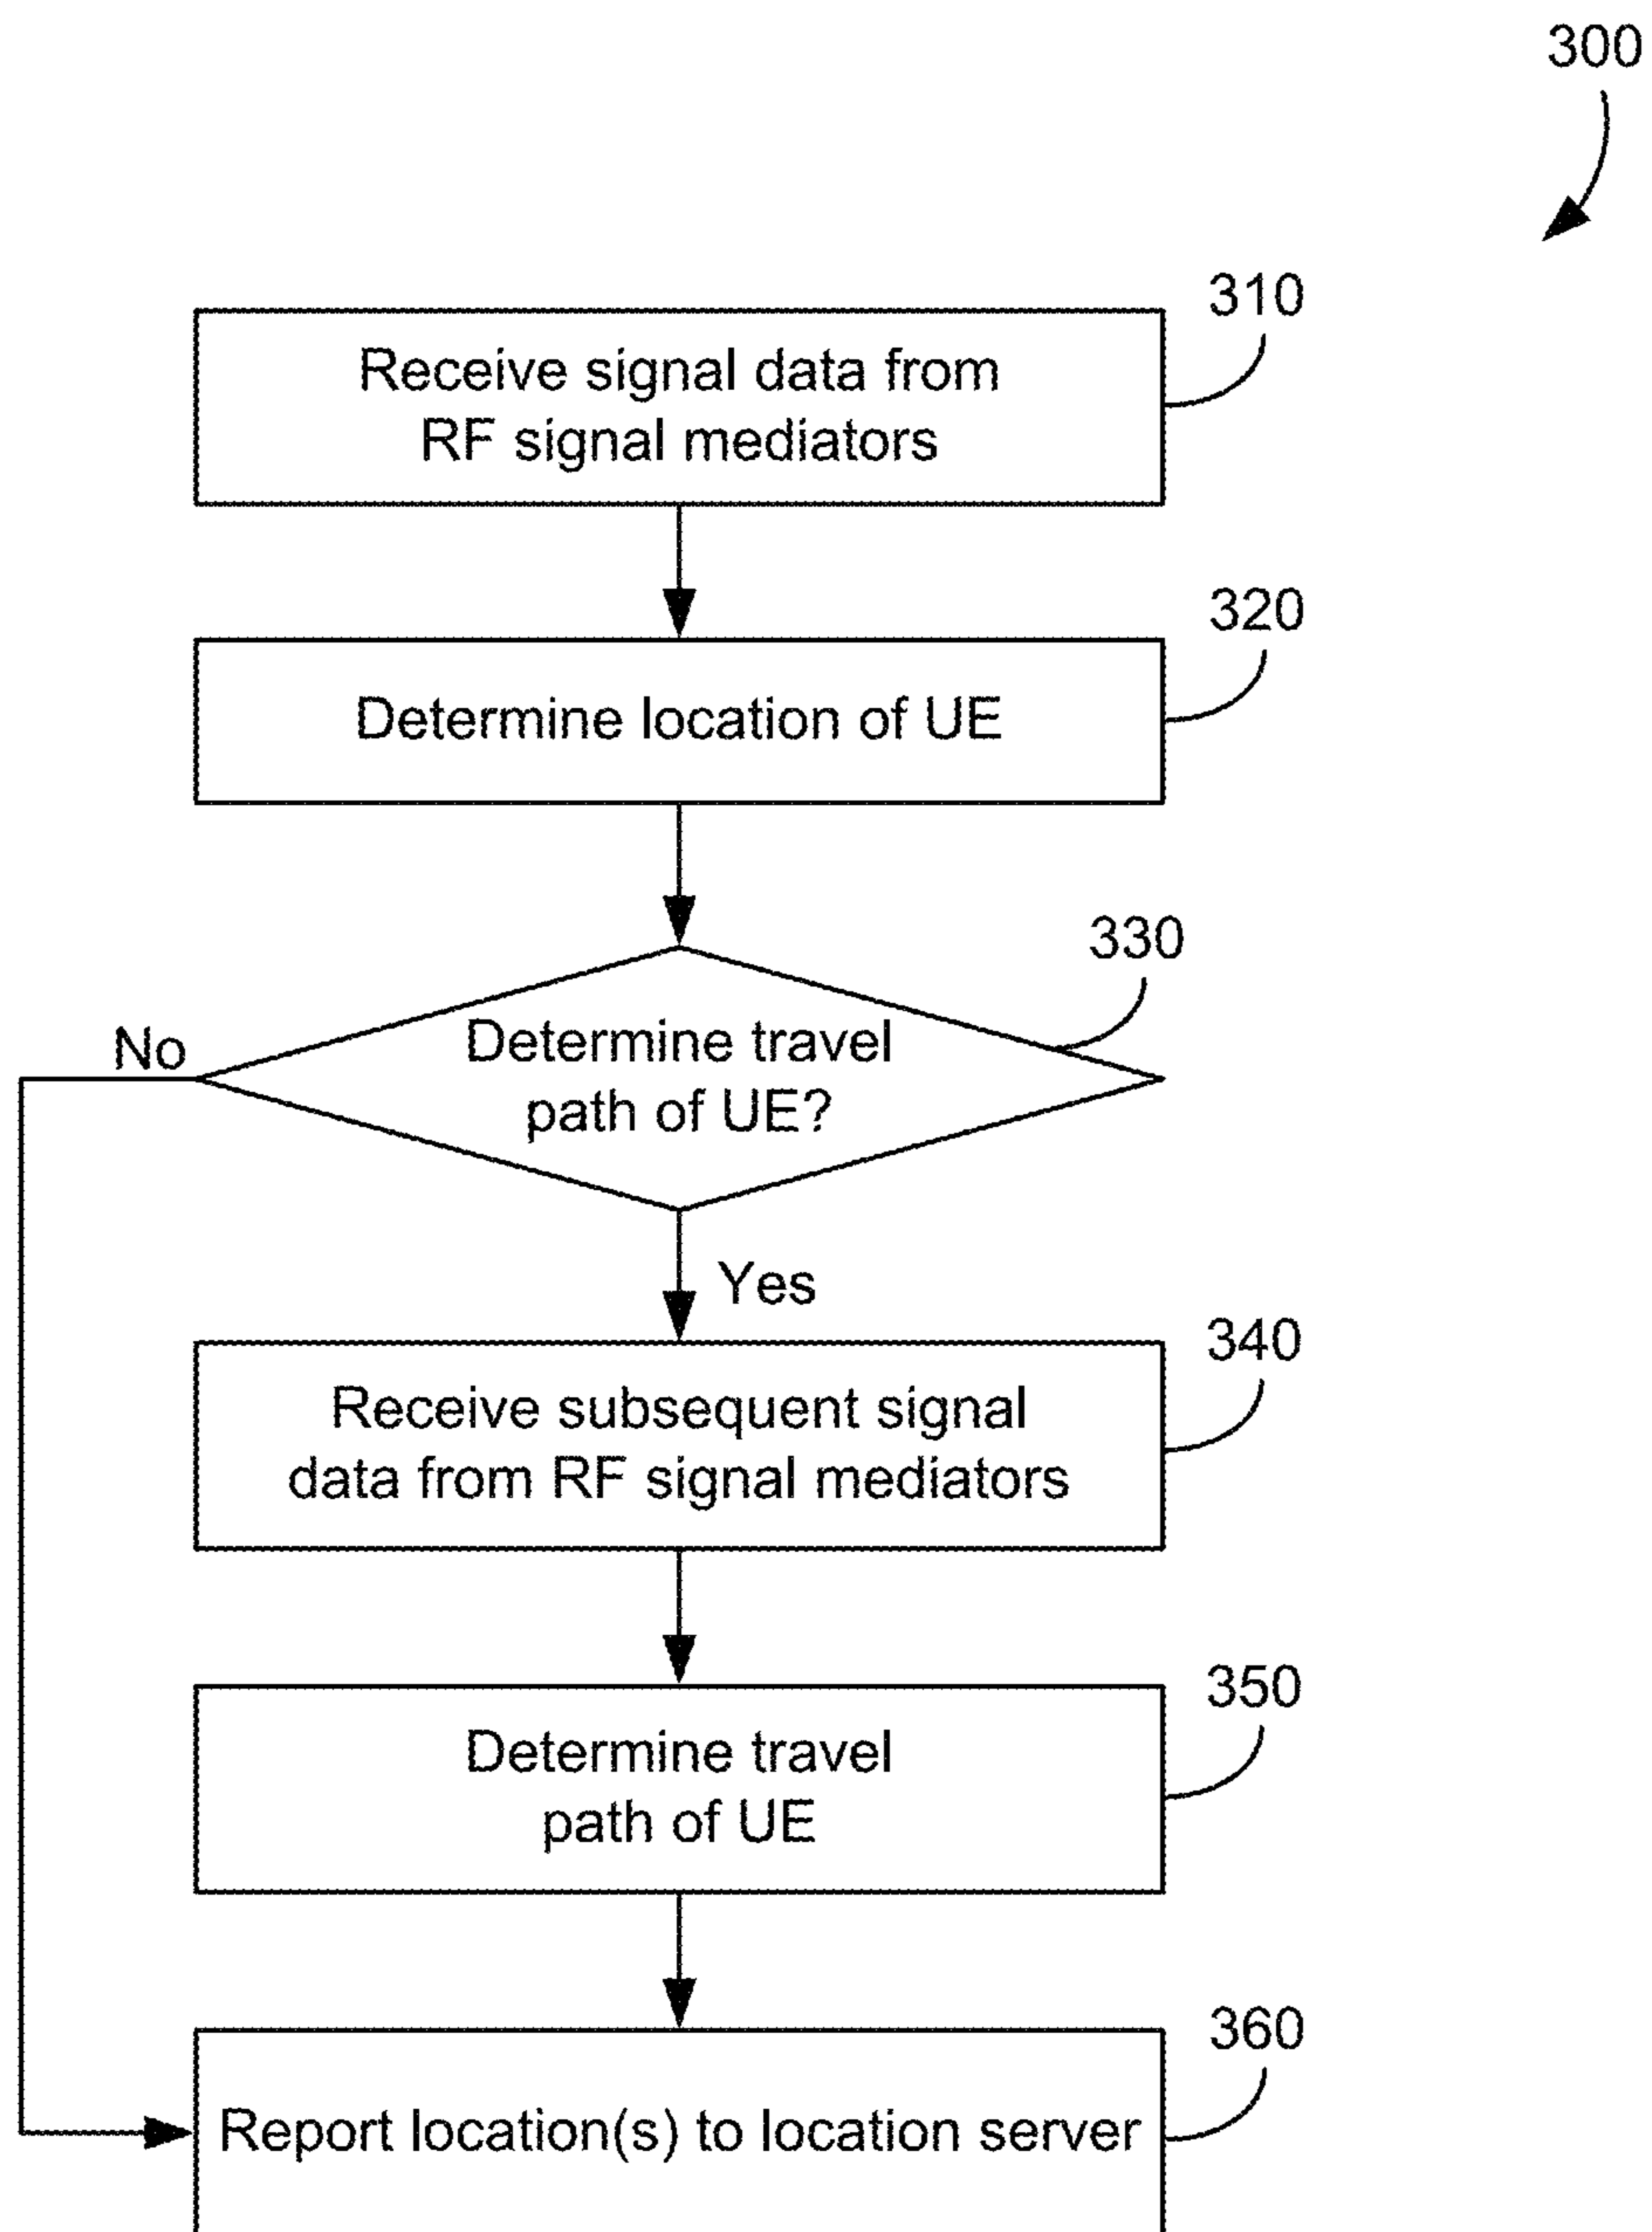 300
310
Receive signal data from
RF signal mediators
320
Determine location of UE
330
No
Determine travel
path of UE?
Yes
340
Receive subsequent signal
data from RF signal mediators
350
Determine travel
path of UE
360
Report location(s) to location server